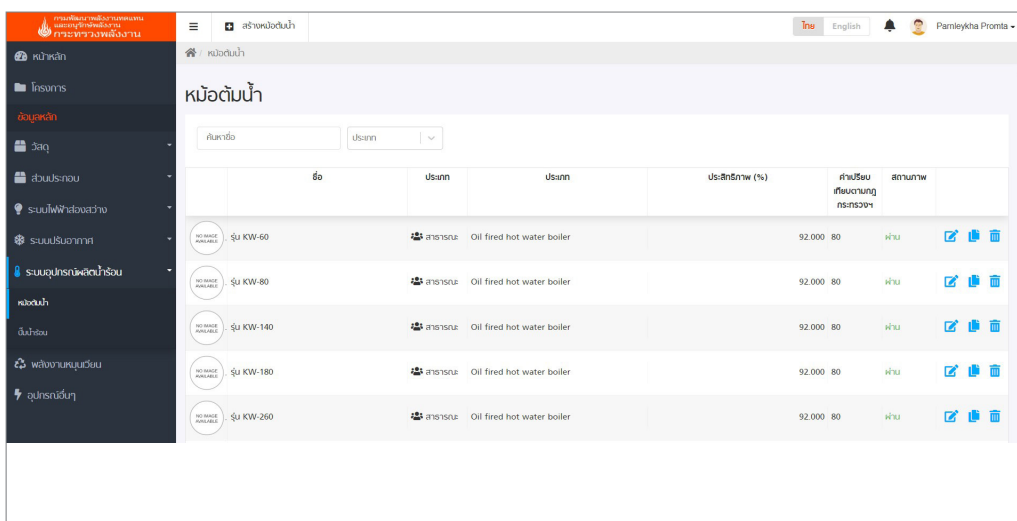 กรมพัฒนาพลังงานทดแทน
และอนุรักษ์พลังงาน
กระทรวงพลังงาน
สร้างหม้อต้มน้ำ
ไทย English
Parnleykha Promta
หน้าหลัก
/ หม้อต้มน้ำ
โครงการ
หม้อต้มน้ำ
ข้อมูลหลัก
ค้นหาชื่อ ประเภท
วัสดุ
ส่วนประกอบ
ชื่อ ประเภท ประเภท ประสิทธิภาพ (%) ค่าเปรียบ สถานภาพ
เทียบตามกฎ
กระทรวงฯ
ระบบไฟฟ้าส่องสว่าง
ระบบปรับอากาศ
NO IMAGE AVAILABLE รุ่น KW-60 สาธารณะ Oil fired hot water boiler 92.000 80 ผ่าน
ระบบอุปกรณ์ผลิตน้ำร้อน
NO IMAGE AVAILABLE รุ่น KW-80 สาธารณะ Oil fired hot water boiler 92.000 80 ผ่าน
หม้อต้มน้ำ
ปั๊มน้ำร้อน
NO IMAGE AVAILABLE รุ่น KW-140 สาธารณะ Oil fired hot water boiler 92.000 80 ผ่าน
พลังงานหมุนเวียน
NO IMAGE AVAILABLE รุ่น KW-180 สาธารณะ Oil fired hot water boiler 92.000 80 ผ่าน
อุปกรณ์อื่นๆ
NO IMAGE AVAILABLE รุ่น KW-260 สาธารณะ Oil fired hot water boiler 92.000 80 ผ่าน